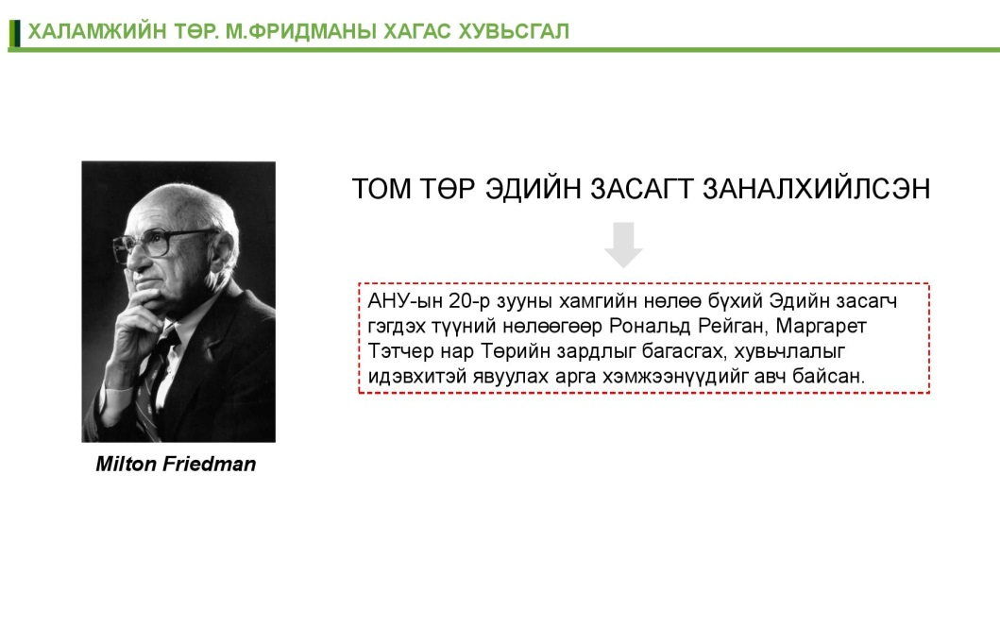 ХАЛАМЖИЙН ТӨР. М.ФРИДМАНЫ ХАГАС ХУВЬСГАЛ
ТОМ ТӨР ЭДИЙН ЗАСАГТ ЗАНАЛХИЙЛСЭН
АНУ-ын 20-р зууны хамгийн нөлөө бүхий Эдийн засагч
гэгдэх түүний нөлөөгөөр Рональд Рейган, Маргарет
Тэтчер нар Төрийн зардлыг багасгах, хувьчлалыг
идэвхитэй явуулах арга хэмжээнүүдийг авч байсан.
Milton Friedman